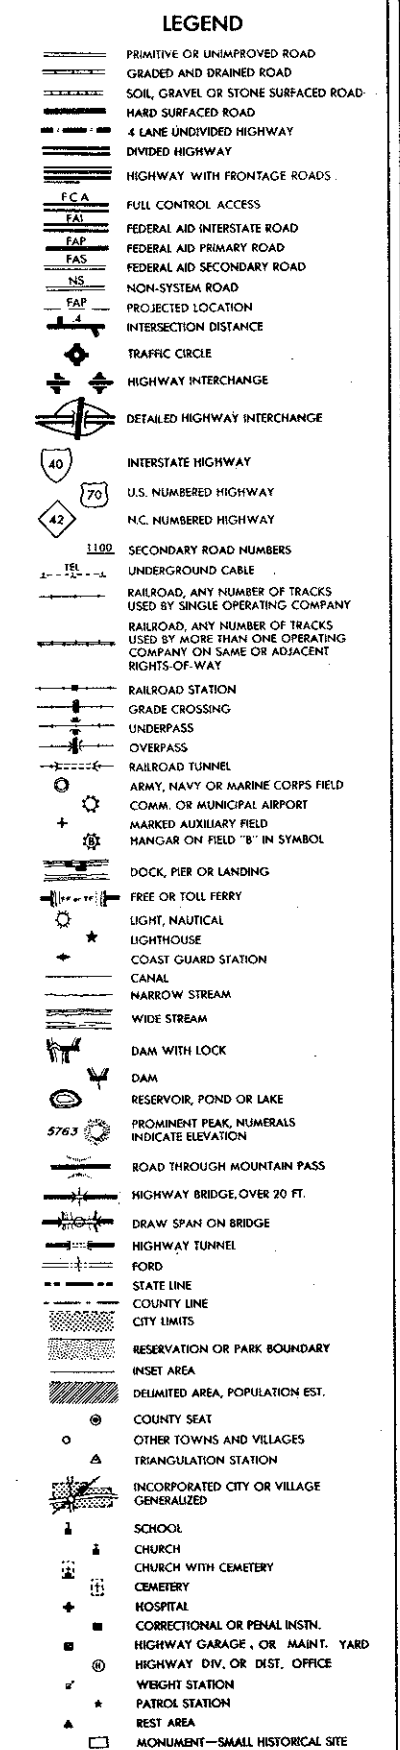 LEGEND
PRIMITIVE OR UNIMPROVED ROAD
GRADED AND DRAINED ROAD
SOIL, GRAVEL OR STONE SURFACED ROAD
HARD SURFACED ROAD
4 LANE UNDIVIDED HIGHWAY
DIVIDED HIGHWAY
HIGHWAY WITH FRONTAGE ROADS
FCA FULL CONTROL ACCESS
FAI FEDERAL AID INTERSTATE ROAD
FAP FEDERAL AID PRIMARY ROAD
FAS FEDERAL AID SECONDARY ROAD
NS NON-SYSTEM ROAD
FAP PROJECTED LOCATION
.4 INTERSECTION DISTANCE
TRAFFIC CIRCLE
HIGHWAY INTERCHANGE
DETAILED HIGHWAY INTERCHANGE
40 INTERSTATE HIGHWAY
70 U.S. NUMBERED HIGHWAY
42 N.C. NUMBERED HIGHWAY
1100 SECONDARY ROAD NUMBERS
TEL UNDERGROUND CABLE
RAILROAD, ANY NUMBER OF TRACKS
USED BY SINGLE OPERATING COMPANY
RAILROAD, ANY NUMBER OF TRACKS
USED BY MORE THAN ONE OPERATING
COMPANY ON SAME OR ADJACENT
RIGHTS-OF-WAY
RAILROAD STATION
GRADE CROSSING
UNDERPASS
OVERPASS
RAILROAD TUNNEL
ARMY, NAVY OR MARINE CORPS FIELD
COMM. OR MUNICIPAL AIRPORT
MARKED AUXILIARY FIELD
B HANGAR ON FIELD "B" IN SYMBOL
DOCK, PIER OR LANDING
FF or TF FREE OR TOLL FERRY
LIGHT, NAUTICAL
LIGHTHOUSE
COAST GUARD STATION
CANAL
NARROW STREAM
WIDE STREAM
DAM WITH LOCK
DAM
RESERVOIR, POND OR LAKE
5763 PROMINENT PEAK, NUMERALS
INDICATE ELEVATION
ROAD THROUGH MOUNTAIN PASS
HIGHWAY BRIDGE, OVER 20 FT.
DRAW SPAN ON BRIDGE
HIGHWAY TUNNEL
FORD
STATE LINE
COUNTY LINE
CITY LIMITS
RESERVATION OR PARK BOUNDARY
INSET AREA
DELIMITED AREA, POPULATION EST.
COUNTY SEAT
OTHER TOWNS AND VILLAGES
TRIANGULATION STATION
INCORPORATED CITY OR VILLAGE
GENERALIZED
SCHOOL
CHURCH
CHURCH WITH CEMETERY
CEMETERY
HOSPITAL
CORRECTIONAL OR PENAL INSTN.
HIGHWAY GARAGE, OR MAINT. YARD
H HIGHWAY DIV. OR DIST. OFFICE
WEIGHT STATION
PATROL STATION
REST AREA
MONUMENT—SMALL HISTORICAL SITE